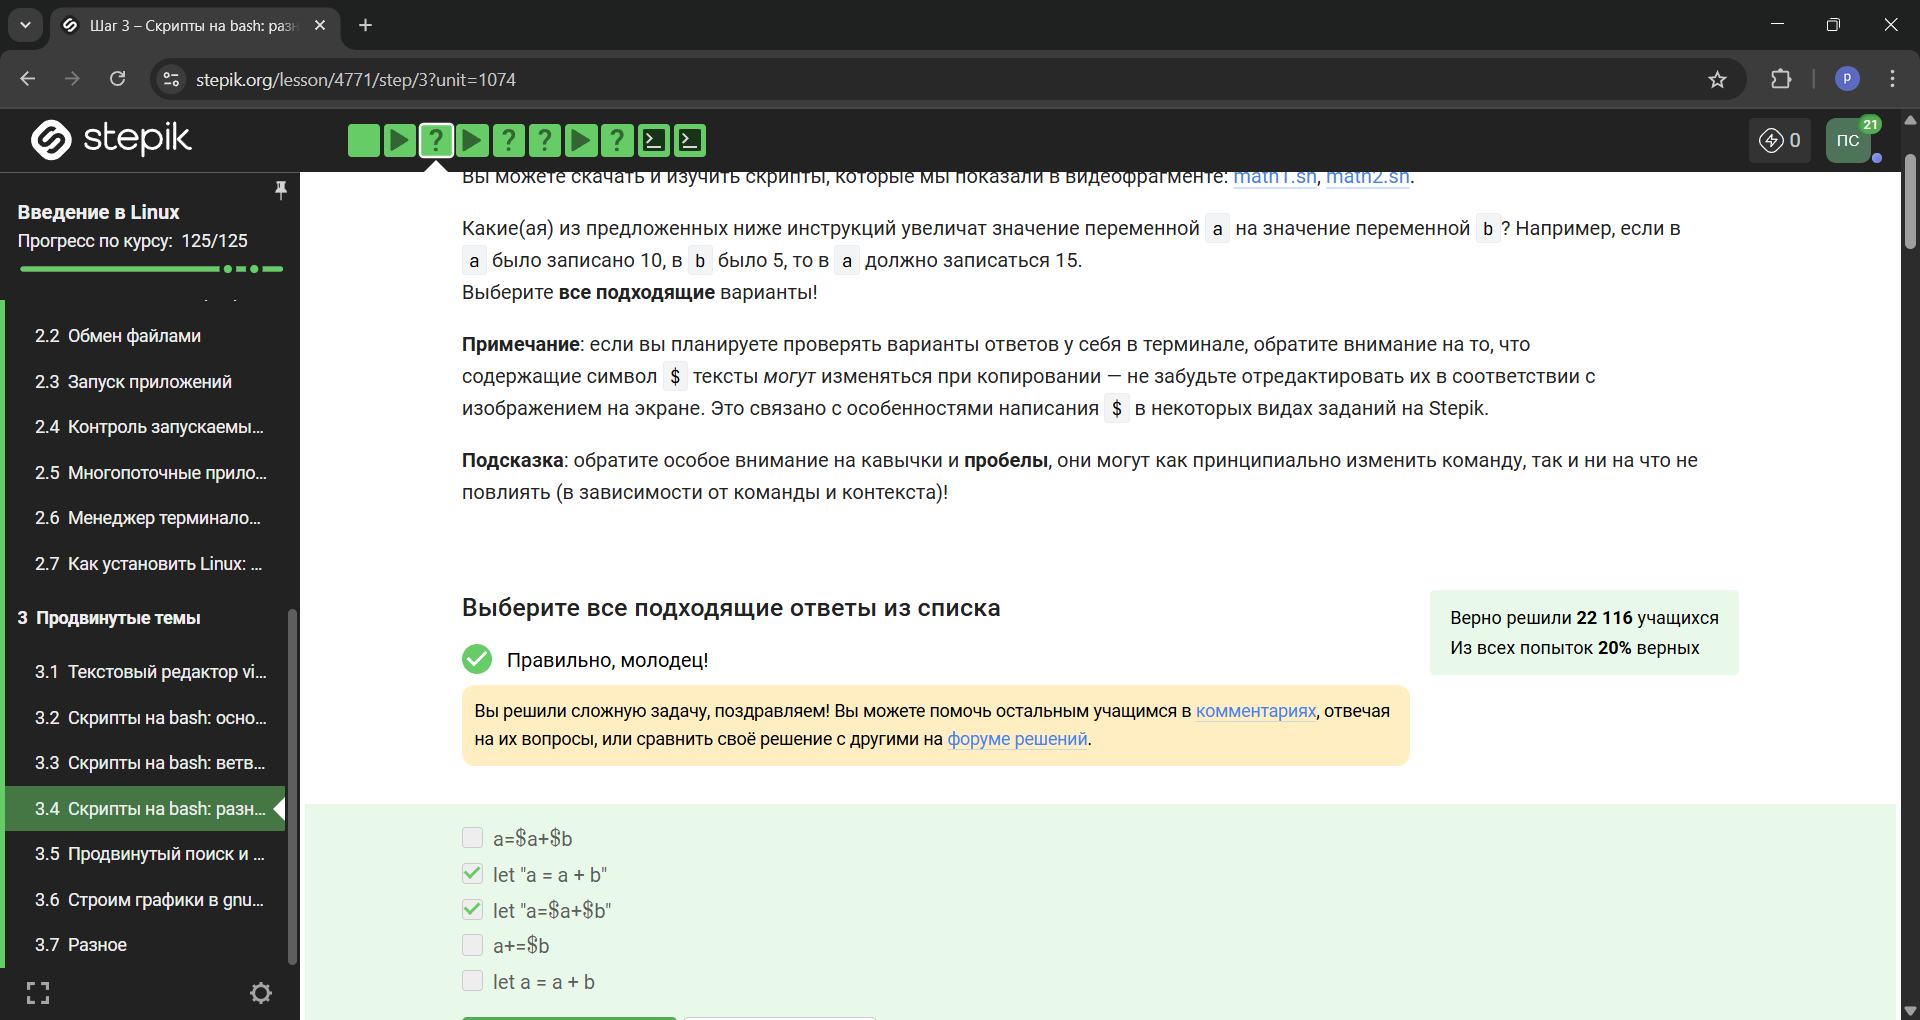 Шаг 3 – Скрипты на bash: разн
stepik.org/lesson/4771/step/3?unit=1074
P
stepik
0
ПС
21
Введение в Linux
Прогресс по курсу: 125/125
2.2 Обмен файлами
2.3 Запуск приложений
2.4 Контроль запускаемы...
2.5 Многопоточные прило...
2.6 Менеджер терминало...
2.7 Как установить Linux: ...
3 Продвинутые темы
3.1 Текстовый редактор vi...
3.2 Скрипты на bash: осно...
3.3 Скрипты на bash: ветв...
3.4 Скрипты на bash: разн...
3.5 Продвинутый поиск и ...
3.6 Строим графики в gnu...
3.7 Разное
Вы можете скачать и изучить скрипты, которые мы показали в видеофрагменте: math1.sh, math2.sh.
Какие(ая) из предложенных ниже инструкций увеличат значение переменной a на значение переменной b ? Например, если в
a было записано 10, в b было 5, то в a должно записаться 15.
Выберите все подходящие варианты!
Примечание: если вы планируете проверять варианты ответов у себя в терминале, обратите внимание на то, что
содержащие символ $ тексты могут изменяться при копировании — не забудьте отредактировать их в соответствии с
изображением на экране. Это связано с особенностями написания $ в некоторых видах заданий на Stepik.
Подсказка: обратите особое внимание на кавычки и пробелы, они могут как принципиально изменить команду, так и ни на что не
повлиять (в зависимости от команды и контекста)!
Выберите все подходящие ответы из списка
Правильно, молодец!
Верно решили 22 116 учащихся
Из всех попыток 20% верных
Вы решили сложную задачу, поздравляем! Вы можете помочь остальным учащимся в комментариях, отвечая
на их вопросы, или сравнить своё решение с другими на форуме решений.
a=$a+$b
let "a = a + b"
let "a=$a+$b"
a+=$b
let a = a + b